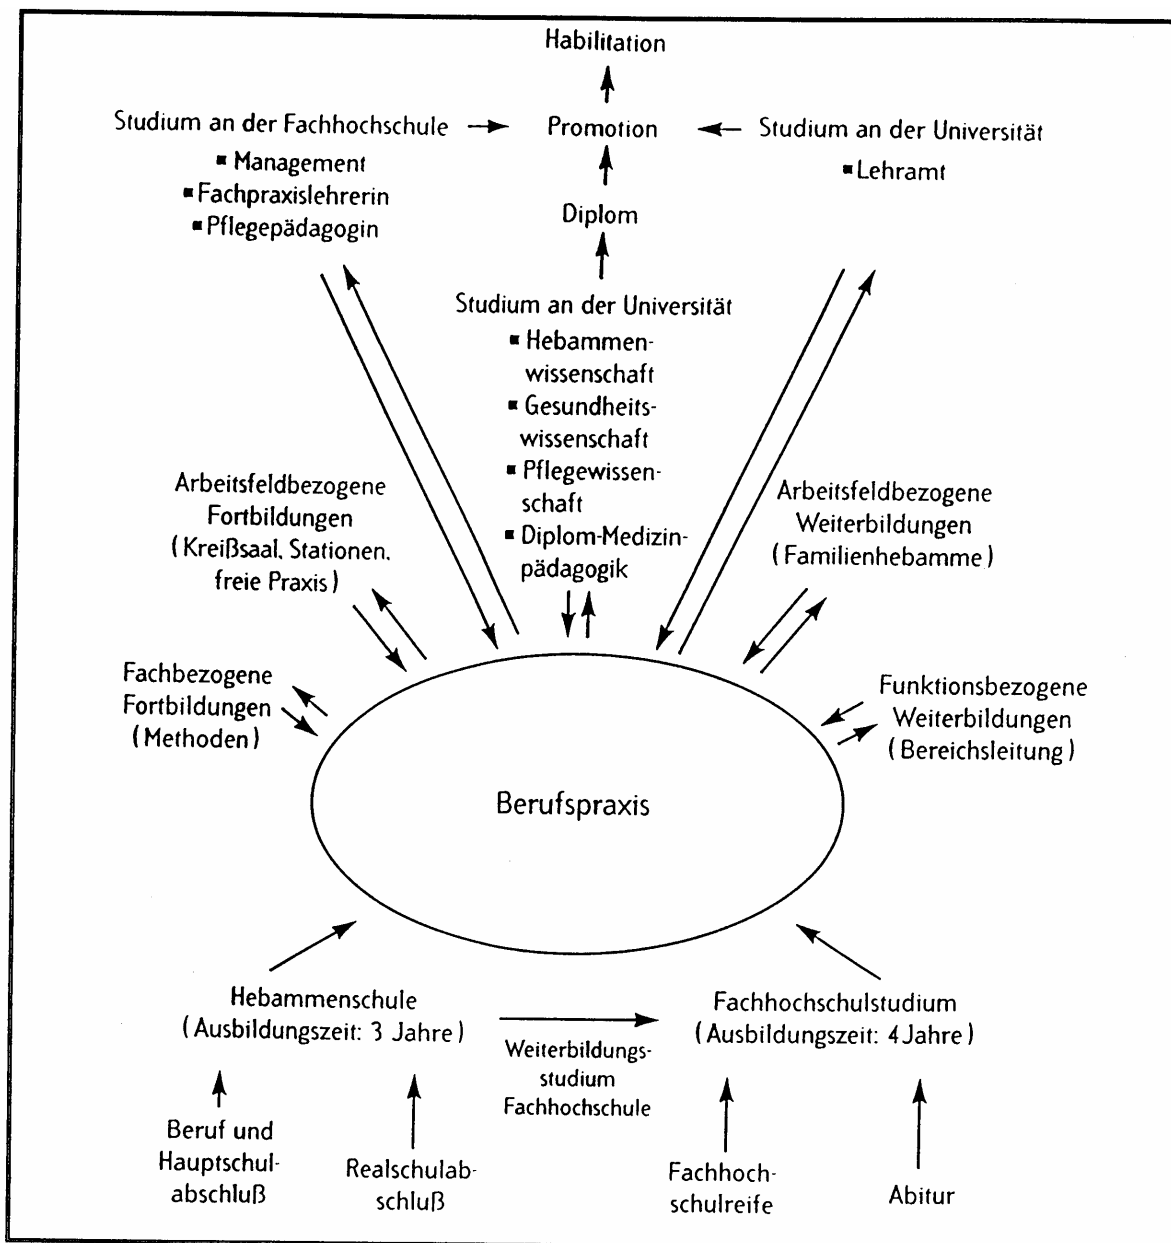 Habilitation
Studium an der Fachhochschule
▪ Management
▪ Fachpraxislehrerin
▪ Pflegepädagogin
Promotion
Studium an der Universität
▪ Lehramt
Diplom
Studium an der Universität
▪ Hebammen-
wissenschaft
▪ Gesundheits-
wissenschaft
▪ Pflegewissen-
schaft
▪ Diplom-Medizin-
pädagogik
Arbeitsfeldbezogene
Fortbildungen
(Kreißsaal, Stationen,
freie Praxis)
Arbeitsfeldbezogene
Weiterbildungen
(Familienhebamme)
Fachbezogene
Fortbildungen
(Methoden)
Funktionsbezogene
Weiterbildungen
(Bereichsleitung)
Berufspraxis
Hebammenschule
(Ausbildungszeit: 3 Jahre)
Weiterbildungs-
studium
Fachhochschule
Fachhochschulstudium
(Ausbildungszeit: 4 Jahre)
Beruf und
Hauptschul-
abschluß
Realschulab-
schluß
Fachhoch-
schulreife
Abitur